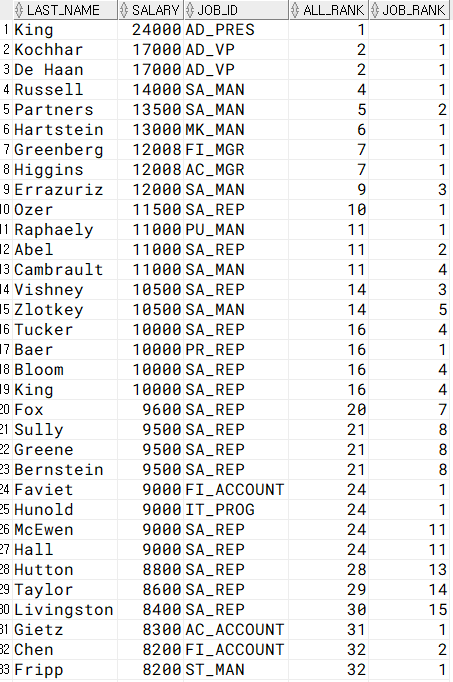 LAST_NAME SALARY JOB_ID ALL_RANK JOB_RANK
1 King 24000 AD_PRES 1 1
2 Kochhar 17000 AD_VP 2 1
3 De Haan 17000 AD_VP 2 1
4 Russell 14000 SA_MAN 4 1
5 Partners 13500 SA_MAN 5 2
6 Hartstein 13000 MK_MAN 6 1
7 Greenberg 12008 FI_MGR 7 1
8 Higgins 12008 AC_MGR 7 1
9 Errazuriz 12000 SA_MAN 9 3
10 Ozer 11500 SA_REP 10 1
11 Raphaely 11000 PU_MAN 11 1
12 Abel 11000 SA_REP 11 2
13 Cambrault 11000 SA_MAN 11 4
14 Vishney 10500 SA_REP 14 3
15 Zlotkey 10500 SA_MAN 14 5
16 Tucker 10000 SA_REP 16 4
17 Baer 10000 PR_REP 16 1
18 Bloom 10000 SA_REP 16 4
19 King 10000 SA_REP 16 4
20 Fox 9600 SA_REP 20 7
21 Sully 9500 SA_REP 21 8
22 Greene 9500 SA_REP 21 8
23 Bernstein 9500 SA_REP 21 8
24 Faviet 9000 FI_ACCOUNT 24 1
25 Hunold 9000 IT_PROG 24 1
26 McEwen 9000 SA_REP 24 11
27 Hall 9000 SA_REP 24 11
28 Hutton 8800 SA_REP 28 13
29 Taylor 8600 SA_REP 29 14
30 Livingston 8400 SA_REP 30 15
31 Gietz 8300 AC_ACCOUNT 31 1
32 Chen 8200 FI_ACCOUNT 32 2
33 Fripp 8200 ST_MAN 32 1